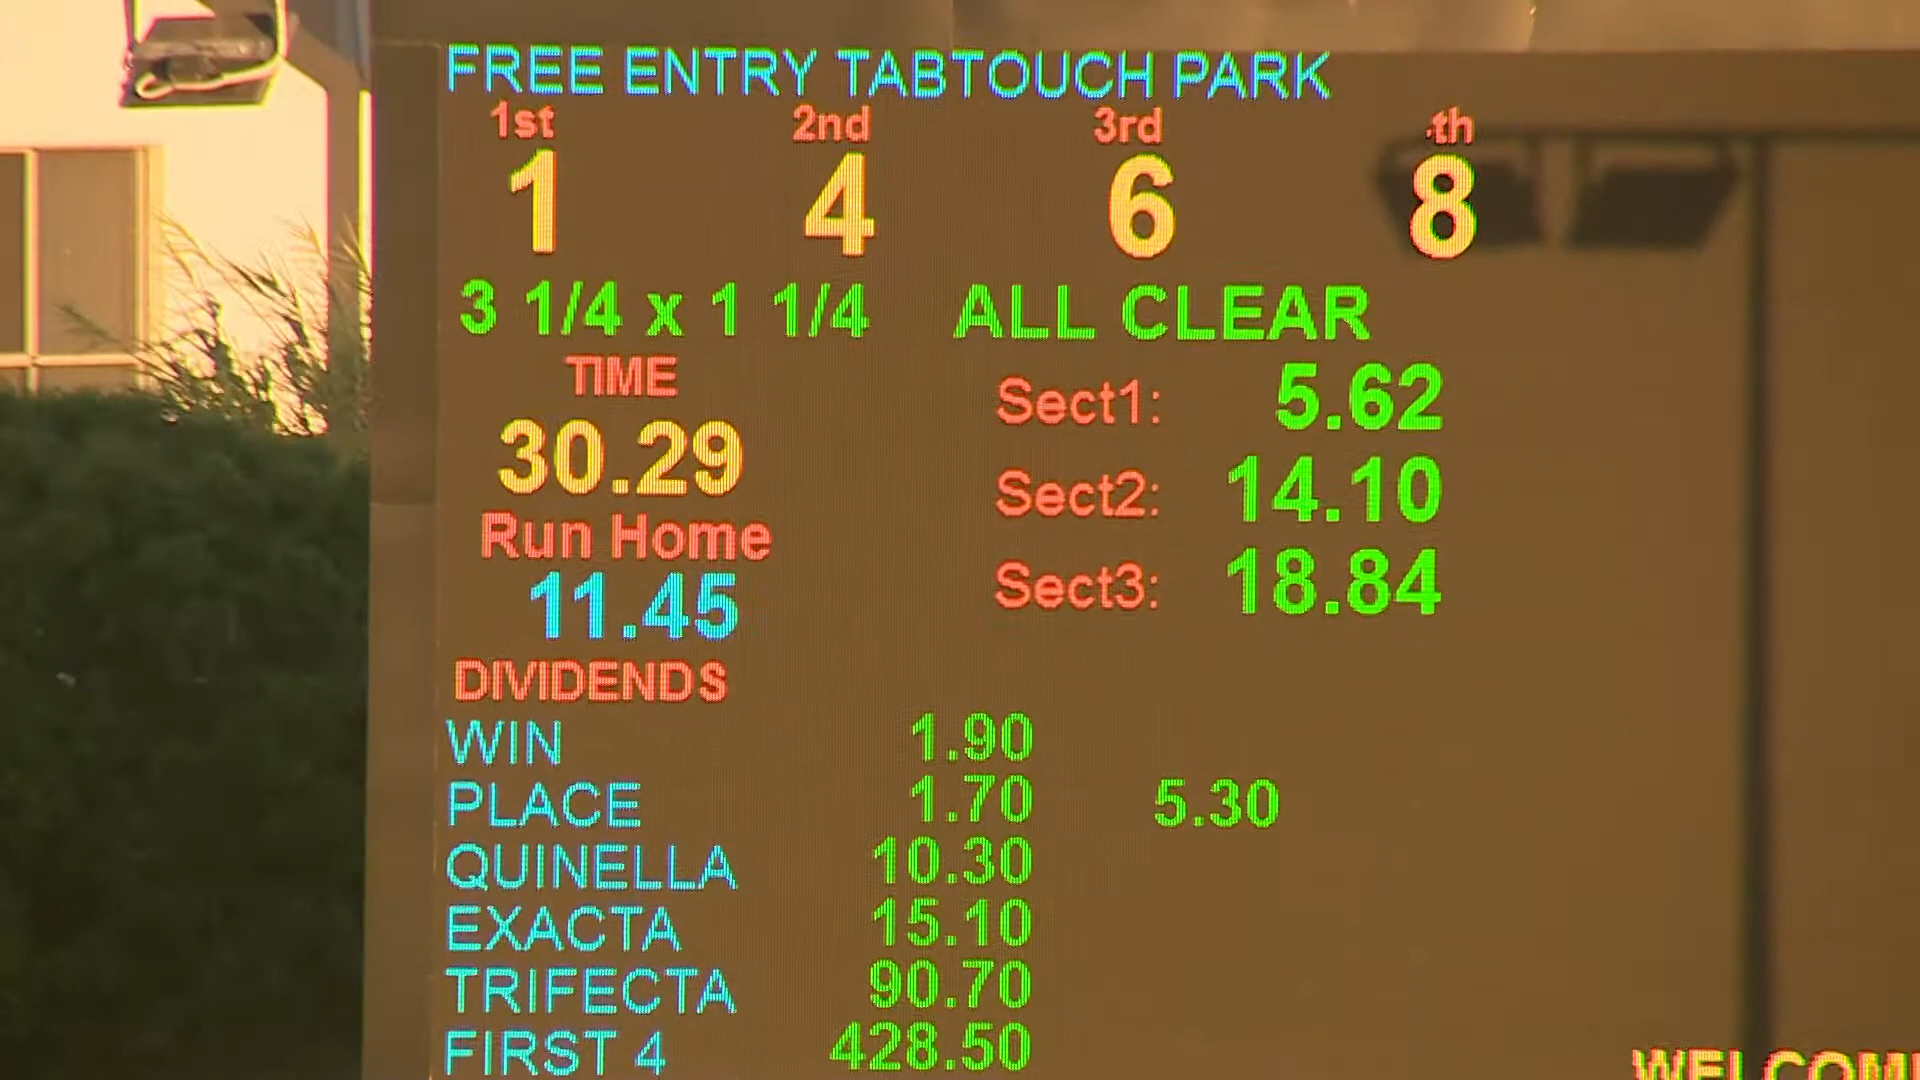 FREE ENTRY TABTOUCH PARK
1st 2nd 3rd th
1 4 6 8
3 1/4 x 1 1/4 ALL CLEAR
TIME
30.29
Sect1: 5.62
Sect2: 14.10
Sect3: 18.84
Run Home
11.45
DIVIDENDS
WIN 1.90
PLACE 1.70 5.30
QUINELLA 10.30
EXACTA 15.10
TRIFECTA 90.70
FIRST 4 428.50